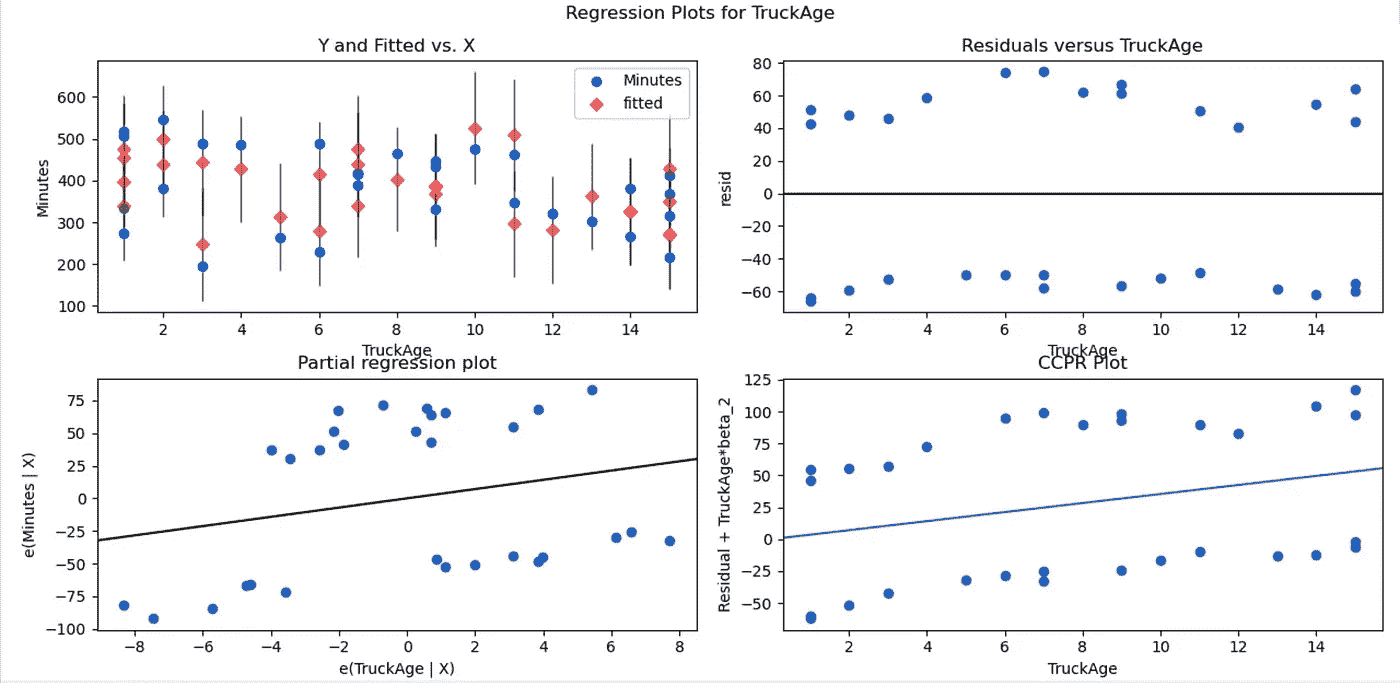 Regression Plots for TruckAge
Y and Fitted vs. X
Minutes
fitted
600
500
400
300
200
100
Minutes
2 4 6 8 10 12 14
TruckAge
Residuals versus TruckAge
80
60
40
20
0
−20
−40
−60
resid
2 4 6 8 10 12 14
TruckAge
Partial regression plot
75
50
25
0
−25
−50
−75
−100
e(Minutes | X)
−8 −6 −4 −2 0 2 4 6 8
e(TruckAge | X)
CCPR Plot
125
100
75
50
25
0
−25
−50
Residual + TruckAge*beta_2
2 4 6 8 10 12 14
TruckAge